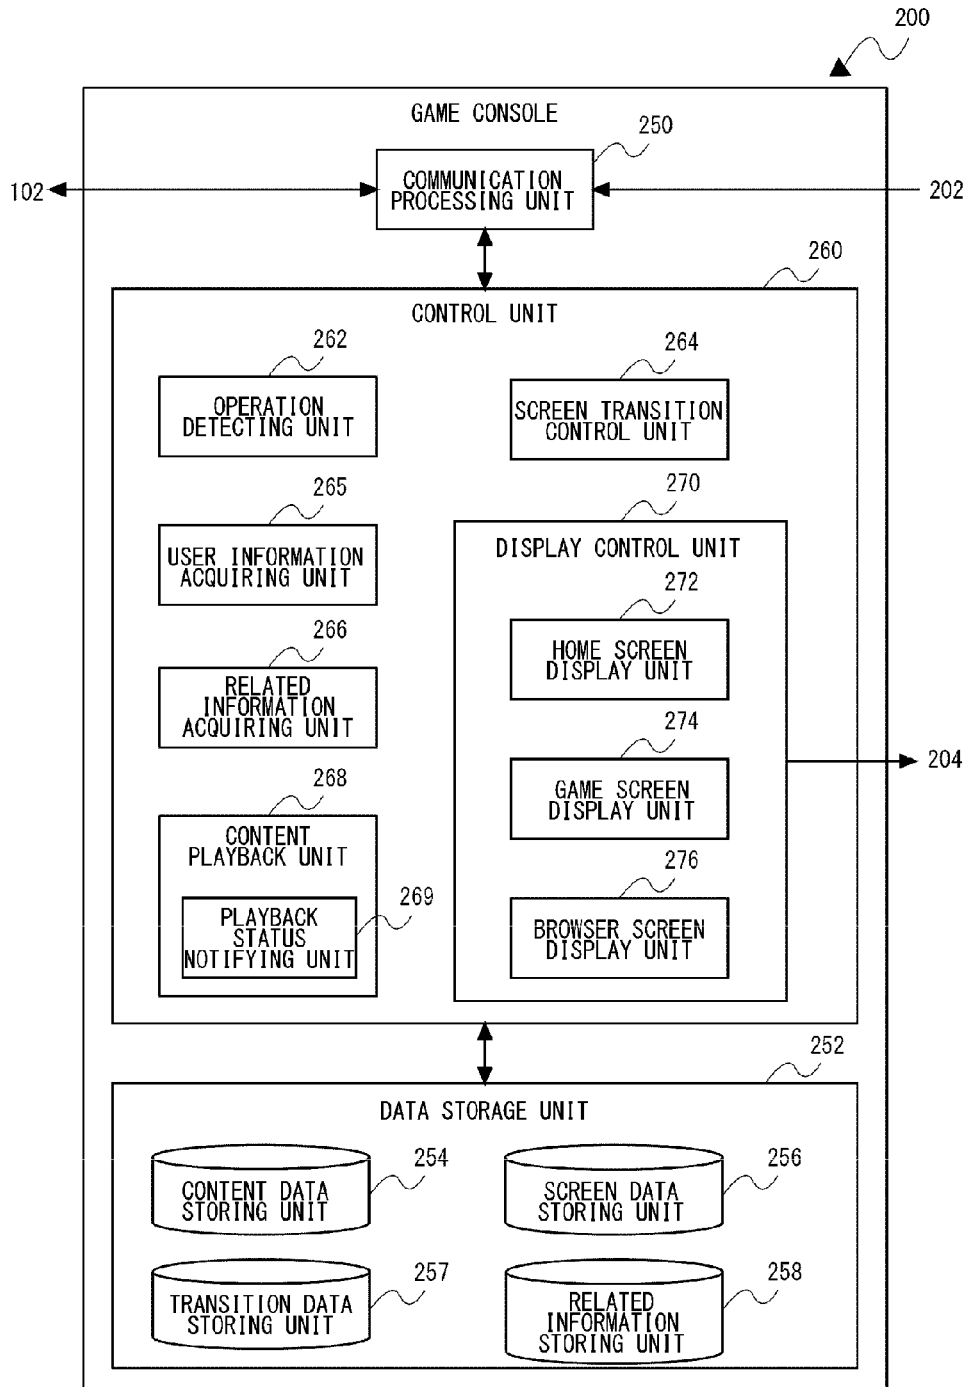 200
GAME CONSOLE
250
COMMUNICATION
PROCESSING UNIT
102
202
260
CONTROL UNIT
262
OPERATION
DETECTING UNIT
264
SCREEN TRANSITION
CONTROL UNIT
265
USER INFORMATION
ACQUIRING UNIT
270
DISPLAY CONTROL UNIT
272
HOME SCREEN
DISPLAY UNIT
266
RELATED
INFORMATION
ACQUIRING UNIT
274
GAME SCREEN
DISPLAY UNIT
204
268
CONTENT
PLAYBACK UNIT
269
PLAYBACK
STATUS
NOTIFYING UNIT
276
BROWSER SCREEN
DISPLAY UNIT
252
DATA STORAGE UNIT
254
CONTENT DATA
STORING UNIT
256
SCREEN DATA
STORING UNIT
257
TRANSITION DATA
STORING UNIT
258
RELATED
INFORMATION
STORING UNIT